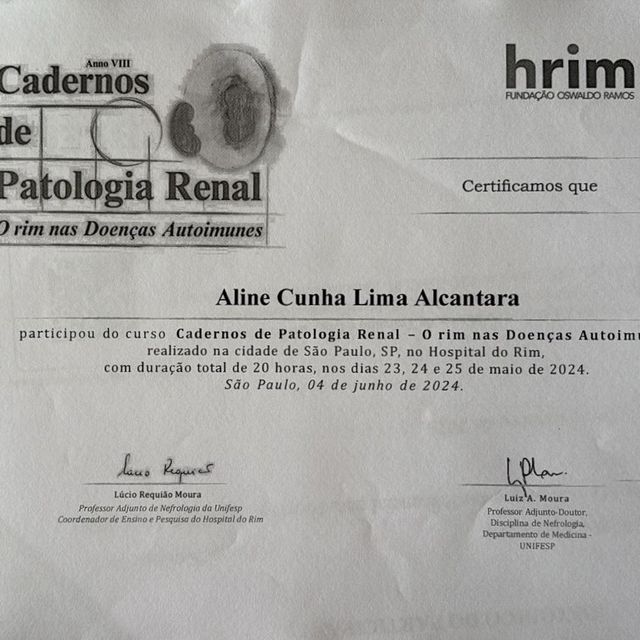 Anno VIII
Cadernos
de
Patologia Renal
O rim nas Doenças Autoimunes
hrim
FUNDAÇÃO OSWALDO RAMOS
Certificamos que
Aline Cunha Lima Alcantara
participou do curso Cadernos de Patologia Renal – O rim nas Doenças Autoimu
realizado na cidade de São Paulo, SP, no Hospital do Rim,
com duração total de 20 horas, nos dias 23, 24 e 25 de maio de 2024.
São Paulo, 04 de junho de 2024.
Lúcio Requião Moura
Professor Adjunto de Nefrologia da Unifesp
Coordenador de Ensino e Pesquisa do Hospital do Rim
Luiz A. Moura
Professor Adjunto-Doutor,
Disciplina de Nefrologia,
Departamento de Medicina -
UNIFESP